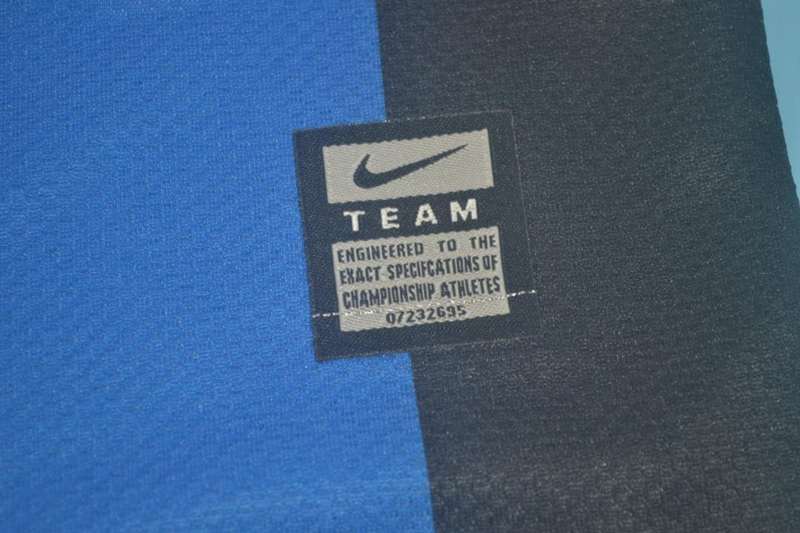 TEAM
ENGINEERED TO THE
EXACT SPECIFCATIONS OF
CHAMPIONSHIP ATHLETES
07232695